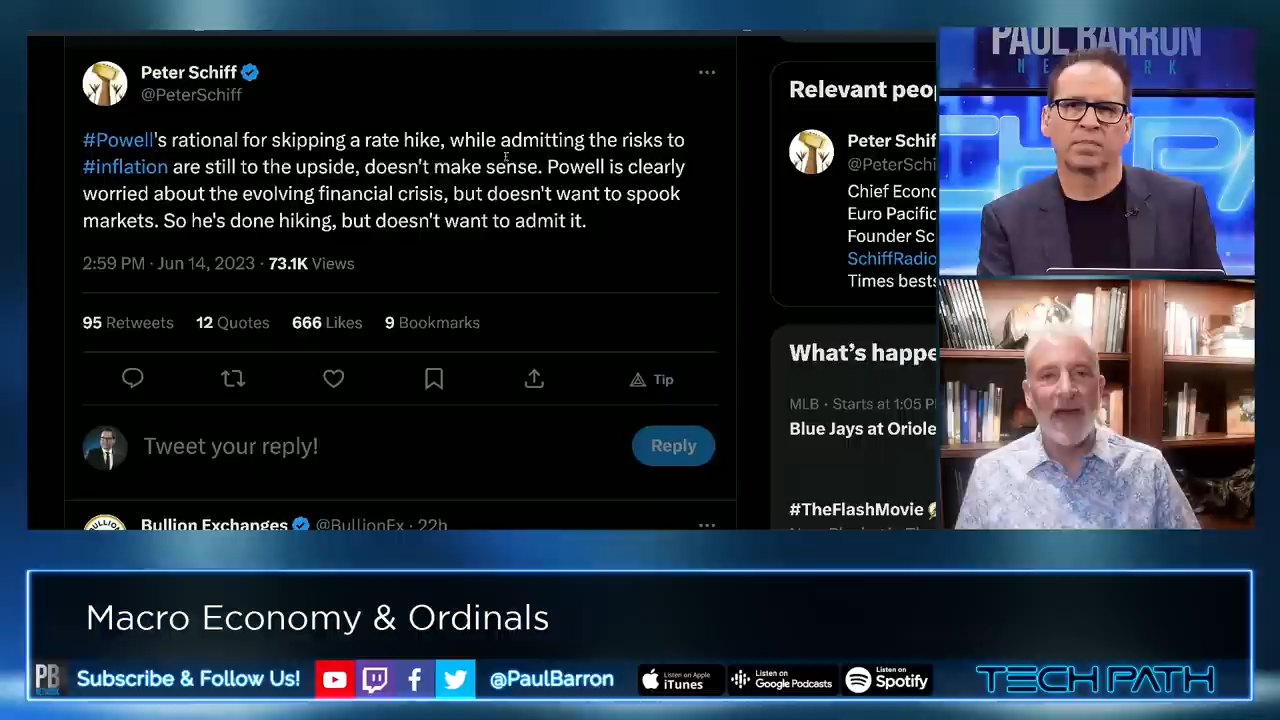 Peter Schiff
@PeterSchiff
#Powell's rational for skipping a rate hike, while admitting the risks to
#inflation are still to the upside, doesn't make sense. Powell is clearly
worried about the evolving financial crisis, but doesn't want to spook
markets. So he's done hiking, but doesn't want to admit it.
2:59 PM · Jun 14, 2023 · 73.1K Views
95 Retweets 12 Quotes 666 Likes 9 Bookmarks
Tip
Tweet your reply!
Reply
Bullion Exchanges @BullionEx · 22h
Relevant peo
Peter Schiff
@PeterSchi
Chief Econ
Euro Pacific
Founder Sc
SchiffRadio
Times bests
What's happe
MLB · Starts at 1:05 P
Blue Jays at Oriole
#TheFlashMovie
PAUL BARRON
NETWORK
TECH PA
Macro Economy & Ordinals
PB
NETWORK
Subscribe & Follow Us!
@PaulBarron
Listen on Apple
iTunes
Listen on
Google Podcasts
Listen on
Spotify
TECH PATH